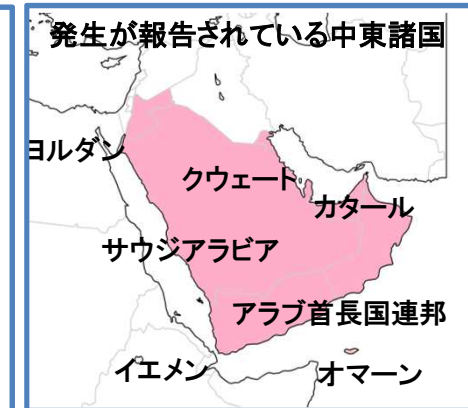 発生が報告されている中東諸国
ヨルダン
クウェート
カタール
サウジアラビア
アラブ首長国連邦
イエメン
オマーン